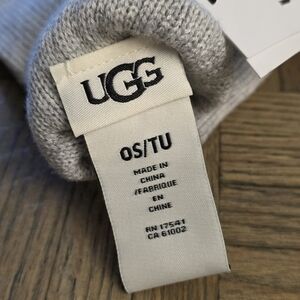 UGG
OS/TU
MADE IN
CHINA
/FABRIQUE
EN
CHINE
RN 17541
CA 61002